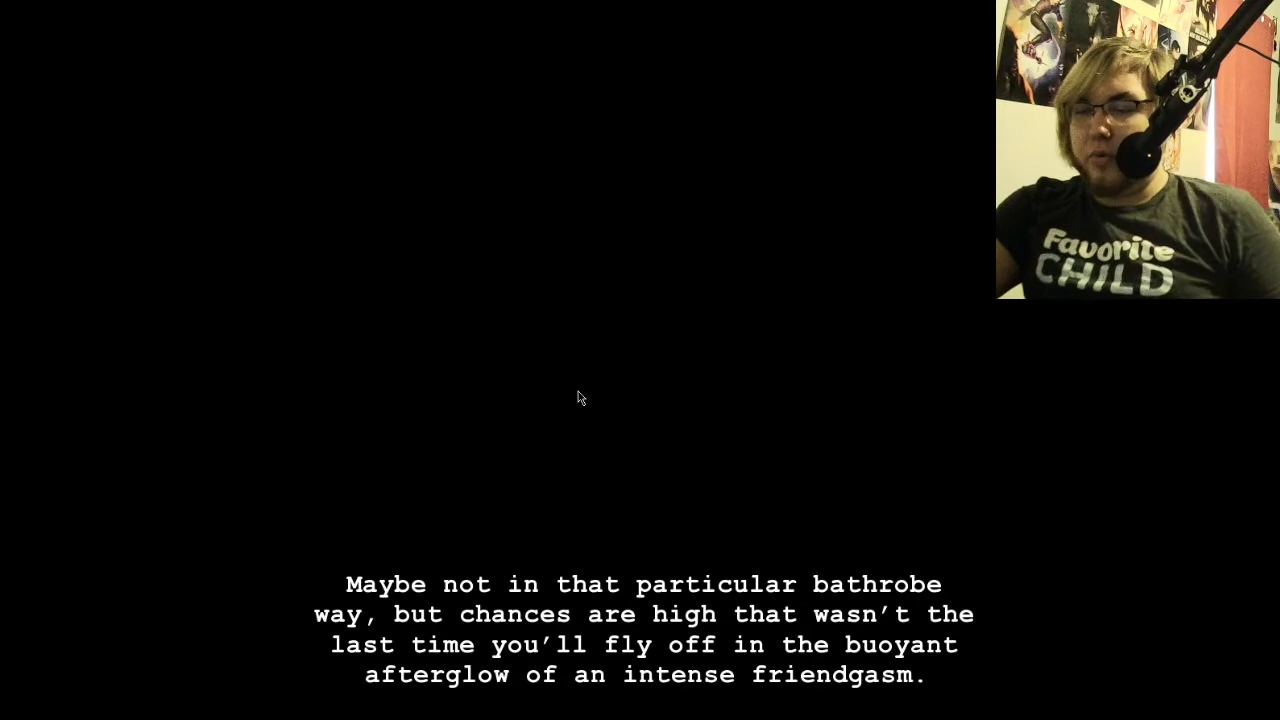 Favorite
CHILD
Maybe not in that particular bathrobe
way, but chances are high that wasn’t the
last time you’ll fly off in the buoyant
afterglow of an intense friendgasm.